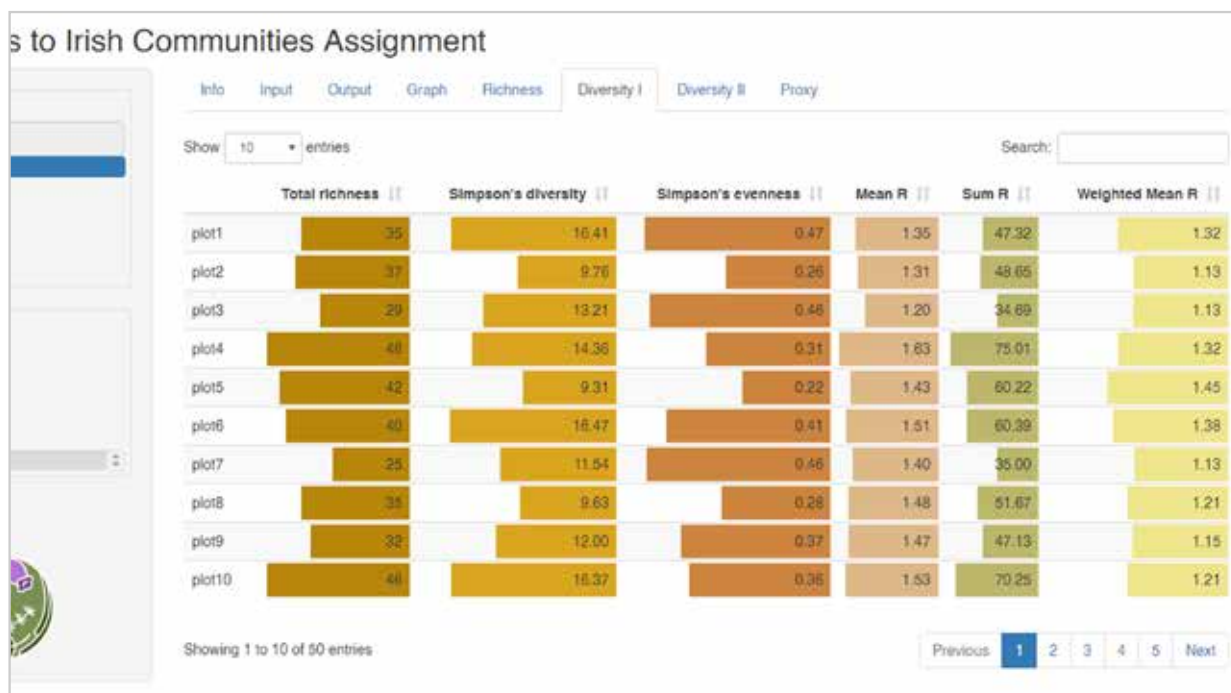 s to Irish Communities Assignment
Info Input Output Graph Richness Diversity I Diversity II Proxy
Show 10 entries Search:
Total richness Simpson's diversity Simpson's evenness Mean R Sum R Weighted Mean R
plot1 35 16.41 0.47 1.35 47.32 1.32
plot2 37 9.76 0.26 1.31 48.65 1.13
plot3 29 13.21 0.46 1.20 34.69 1.13
plot4 46 14.36 0.31 1.63 75.01 1.32
plot5 42 9.31 0.22 1.43 60.22 1.45
plot6 40 16.47 0.41 1.51 60.39 1.38
plot7 25 11.54 0.46 1.40 35.00 1.13
plot8 35 9.63 0.28 1.48 51.67 1.21
plot9 32 12.00 0.37 1.47 47.13 1.15
plot10 46 16.37 0.36 1.53 70.25 1.21
Showing 1 to 10 of 50 entries Previous 1 2 3 4 5 Next